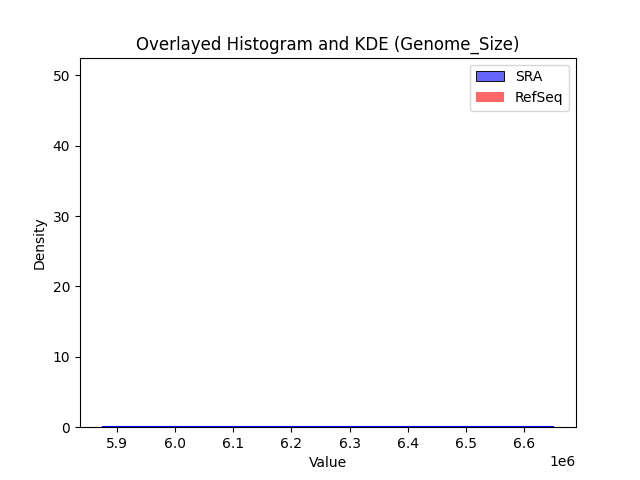 Overlayed Histogram and KDE (Genome_Size)
SRA
RefSeq
50
40
30
20
10
0
Density
5.9 6.0 6.1 6.2 6.3 6.4 6.5 6.6
1e6
Value